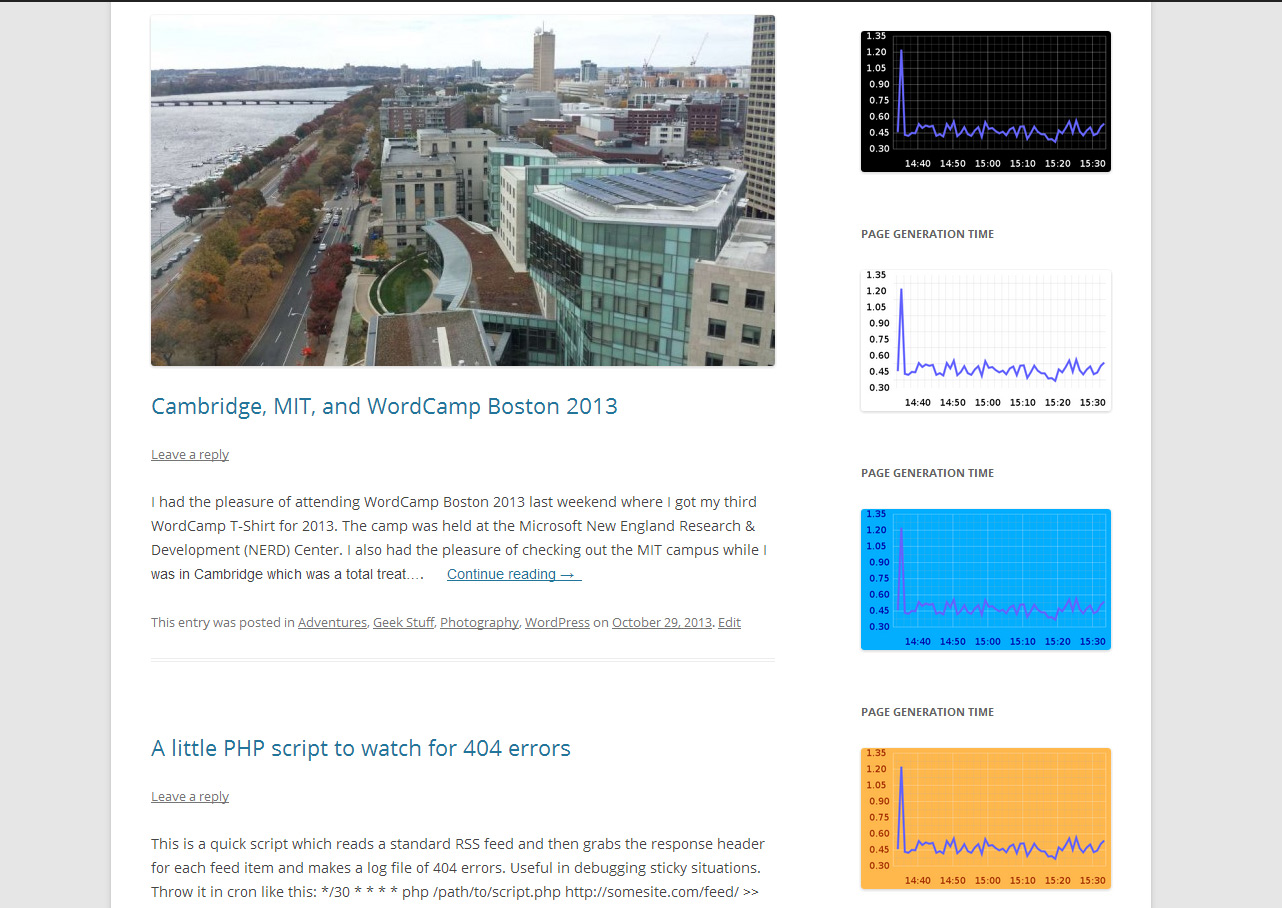 Cambridge, MIT, and WordCamp Boston 2013
Leave a reply
I had the pleasure of attending WordCamp Boston 2013 last weekend where I got my third
WordCamp T-Shirt for 2013. The camp was held at the Microsoft New England Research &
Development (NERD) Center. I also had the pleasure of checking out the MIT campus while I
was in Cambridge which was a total treat…. Continue reading →
This entry was posted in Adventures, Geek Stuff, Photography, WordPress on October 29, 2013. Edit
A little PHP script to watch for 404 errors
Leave a reply
This is a quick script which reads a standard RSS feed and then grabs the response header
for each feed item and makes a log file of 404 errors. Useful in debugging sticky situations.
Throw it in cron like this: */30 * * * * php /path/to/script.php http://somesite.com/feed/ >>
1.35
1.20
1.05
0.90
0.75
0.60
0.45
0.30
14:40 14:50 15:00 15:10 15:20 15:30
PAGE GENERATION TIME
1.35
1.20
1.05
0.90
0.75
0.60
0.45
0.30
14:40 14:50 15:00 15:10 15:20 15:30
PAGE GENERATION TIME
1.35
1.20
1.05
0.90
0.75
0.60
0.45
0.30
14:40 14:50 15:00 15:10 15:20 15:30
PAGE GENERATION TIME
1.35
1.20
1.05
0.90
0.75
0.60
0.45
0.30
14:40 14:50 15:00 15:10 15:20 15:30